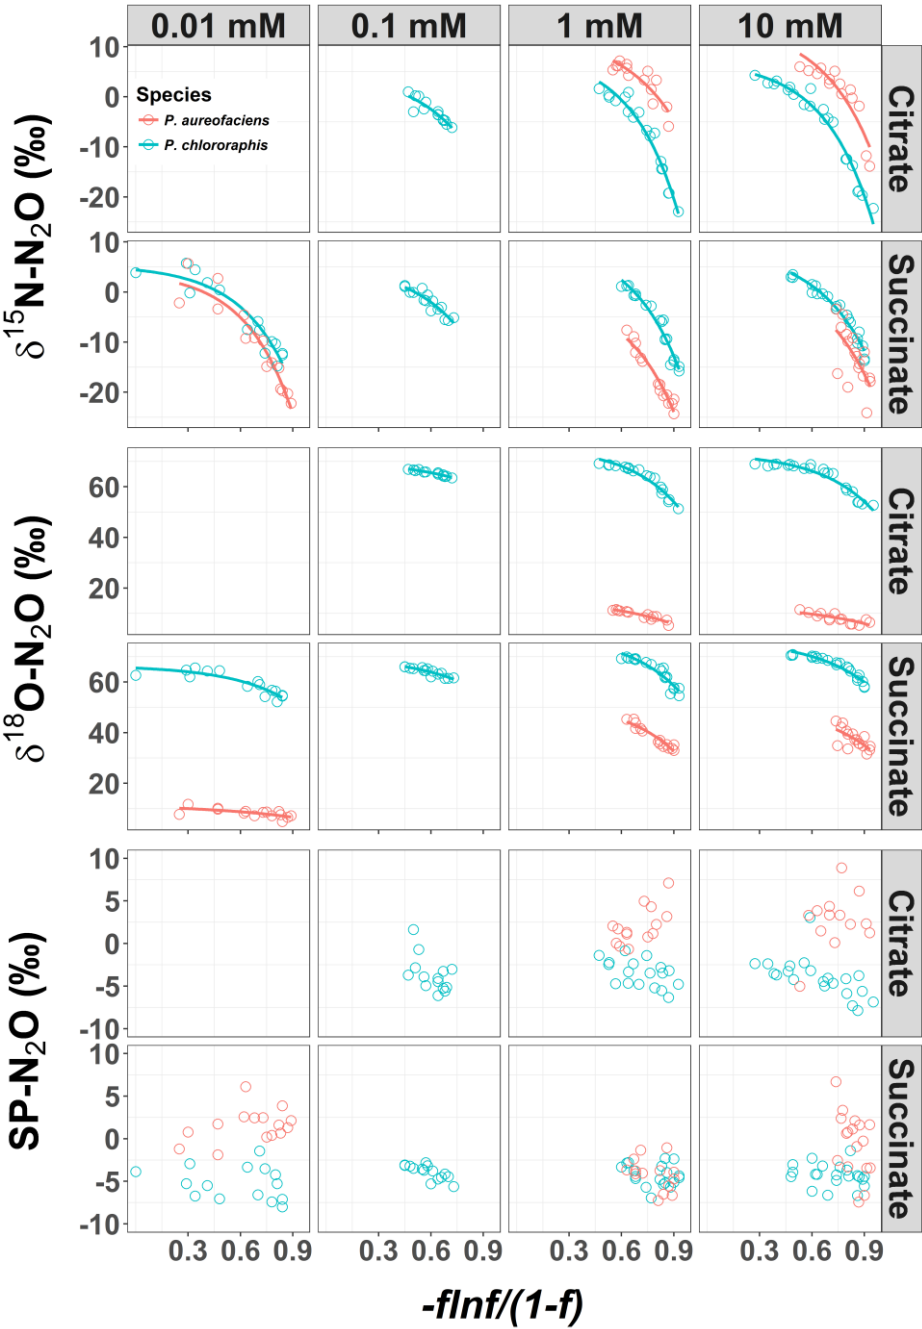 0.01 mM 0.1 mM 1 mM 10 mM
δ¹⁵N-N₂O (‰)
10
0
-10
-20
Species
P. aureofaciens
P. chlororaphis
Citrate
10
0
-10
-20
Succinate
δ¹⁸O-N₂O (‰)
60
40
20
Citrate
60
40
20
Succinate
SP-N₂O (‰)
10
5
0
-5
-10
Citrate
10
5
0
-5
-10
Succinate
0.3 0.6 0.9 0.3 0.6 0.9 0.3 0.6 0.9 0.3 0.6 0.9
-flnf/(1-f)